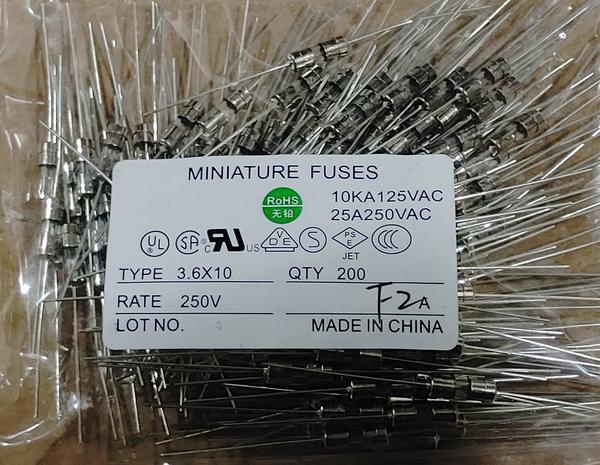 MINIATURE FUSES
RoHS
无铅
10KA125VAC
25A250VAC
UL SA C RU US VDE S PSE JET CCC
TYPE 3.6X10 QTY 200
RATE 250V F2A
LOT NO. MADE IN CHINA